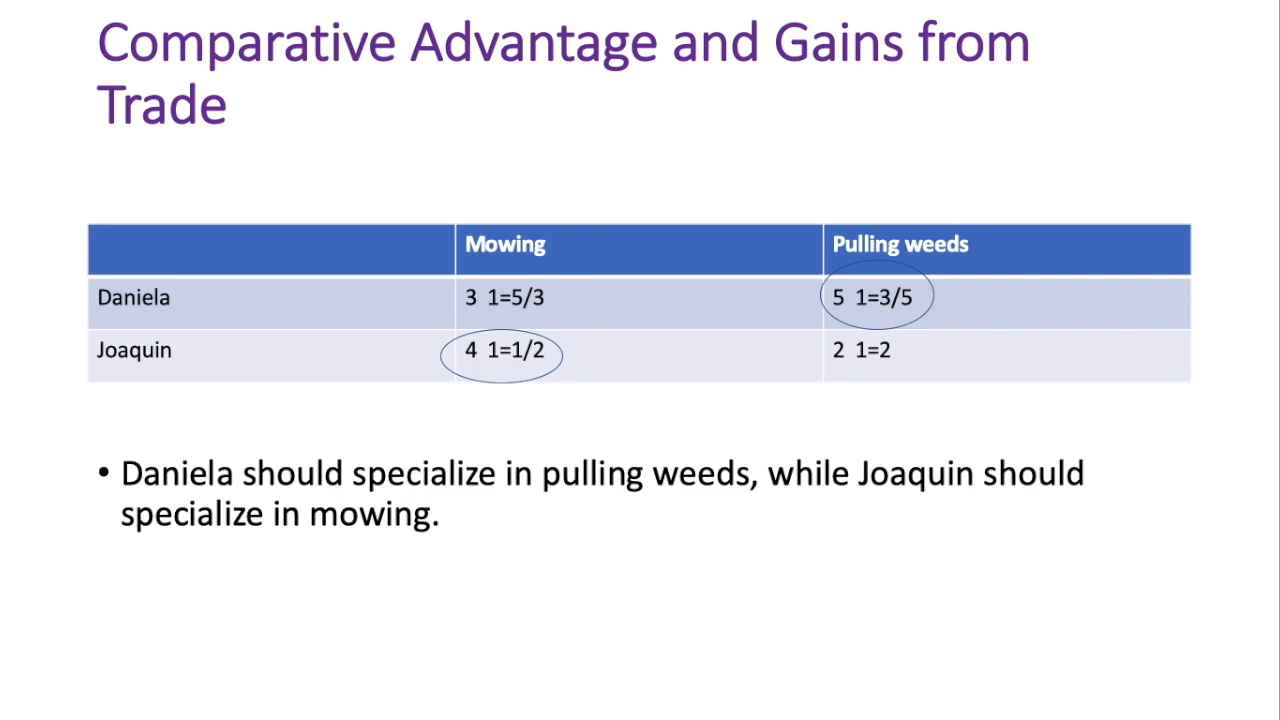 Comparative Advantage and Gains from
Trade
Mowing Pulling weeds
Daniela 3 1=5/3 5 1=3/5
Joaquin 4 1=1/2 2 1=2
• Daniela should specialize in pulling weeds, while Joaquin should
specialize in mowing.